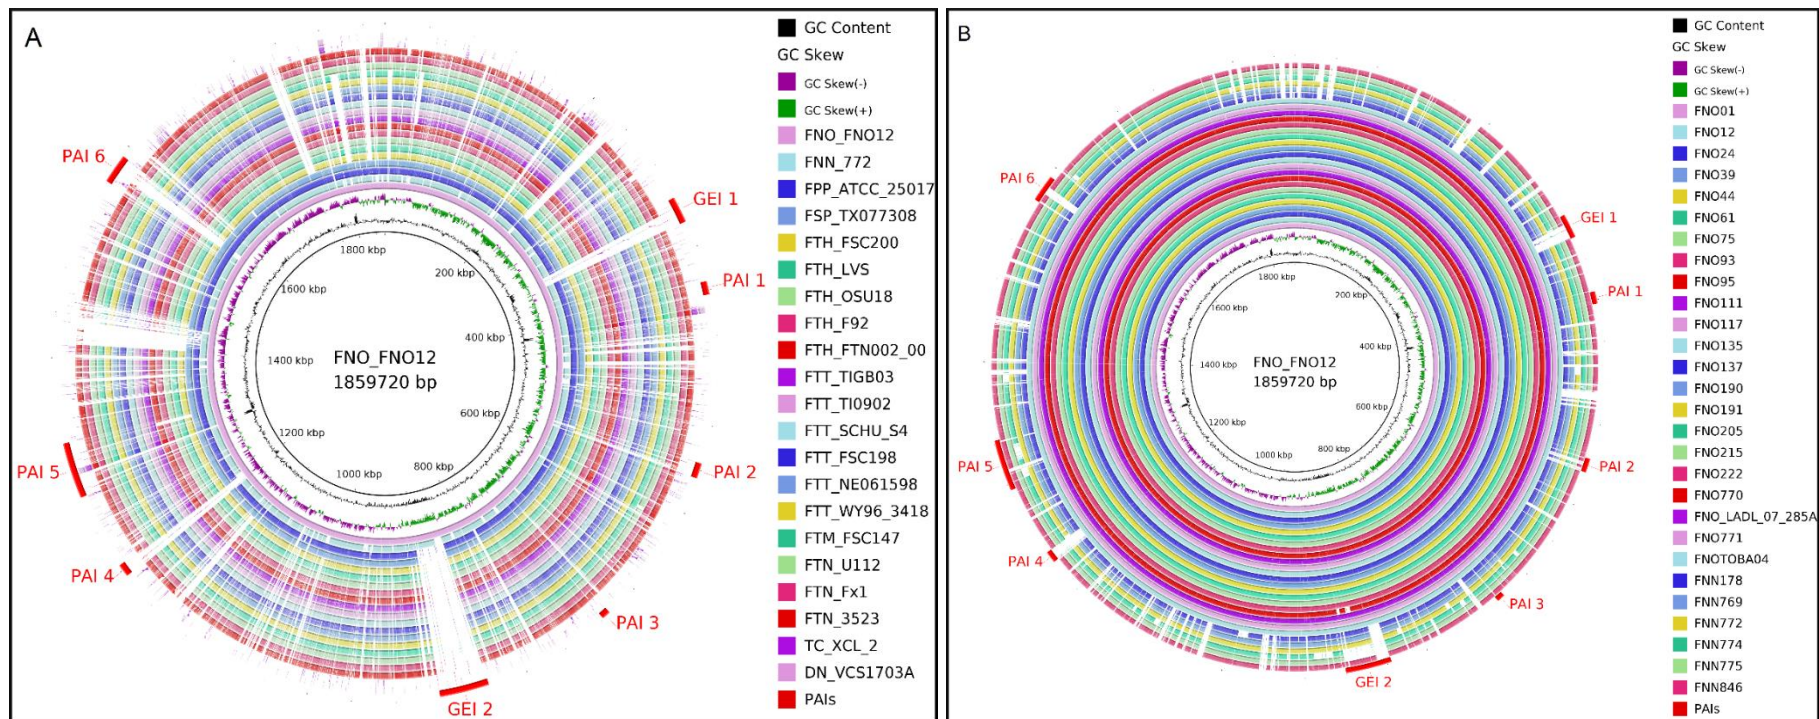 A
GC Content
GC Skew
GC Skew(-)
GC Skew(+)
FNO_FNO12
FNN_772
FPP_ATCC_25017
FSP_TX077308
FTH_FSC200
FTH_LVS
FTH_OSU18
FTH_F92
FTH_FTN002_00
FTT_TIGB03
FTT_TI0902
FTT_SCHU_S4
FTT_FSC198
FTT_NE061598
FTT_WY96_3418
FTM_FSC147
FTN_U112
FTN_Fx1
FTN_3523
TC_XCL_2
DN_VCS1703A
PAIs
PAI 6
GEI 1
PAI 1
PAI 2
PAI 3
GEI 2
PAI 4
PAI 5
1800 kbp
200 kbp
1600 kbp
400 kbp
1400 kbp
FNO_FNO12
1859720 bp
600 kbp
1200 kbp
800 kbp
1000 kbp
B
GC Content
GC Skew
GC Skew(-)
GC Skew(+)
FNO01
FNO12
FNO24
FNO39
FNO44
FNO61
FNO75
FNO93
FNO95
FNO111
FNO117
FNO135
FNO137
FNO190
FNO191
FNO205
FNO215
FNO222
FNO770
FNO_LADL_07_285A
FNO771
FNOTOBA04
FNN178
FNN769
FNN772
FNN774
FNN775
FNN846
PAIs
PAI 6
GEI 1
PAI 1
PAI 2
PAI 3
GEI 2
PAI 4
PAI 5
1800 kbp
200 kbp
1600 kbp
400 kbp
1400 kbp
FNO_FNO12
1859720 bp
600 kbp
1200 kbp
800 kbp
1000 kbp